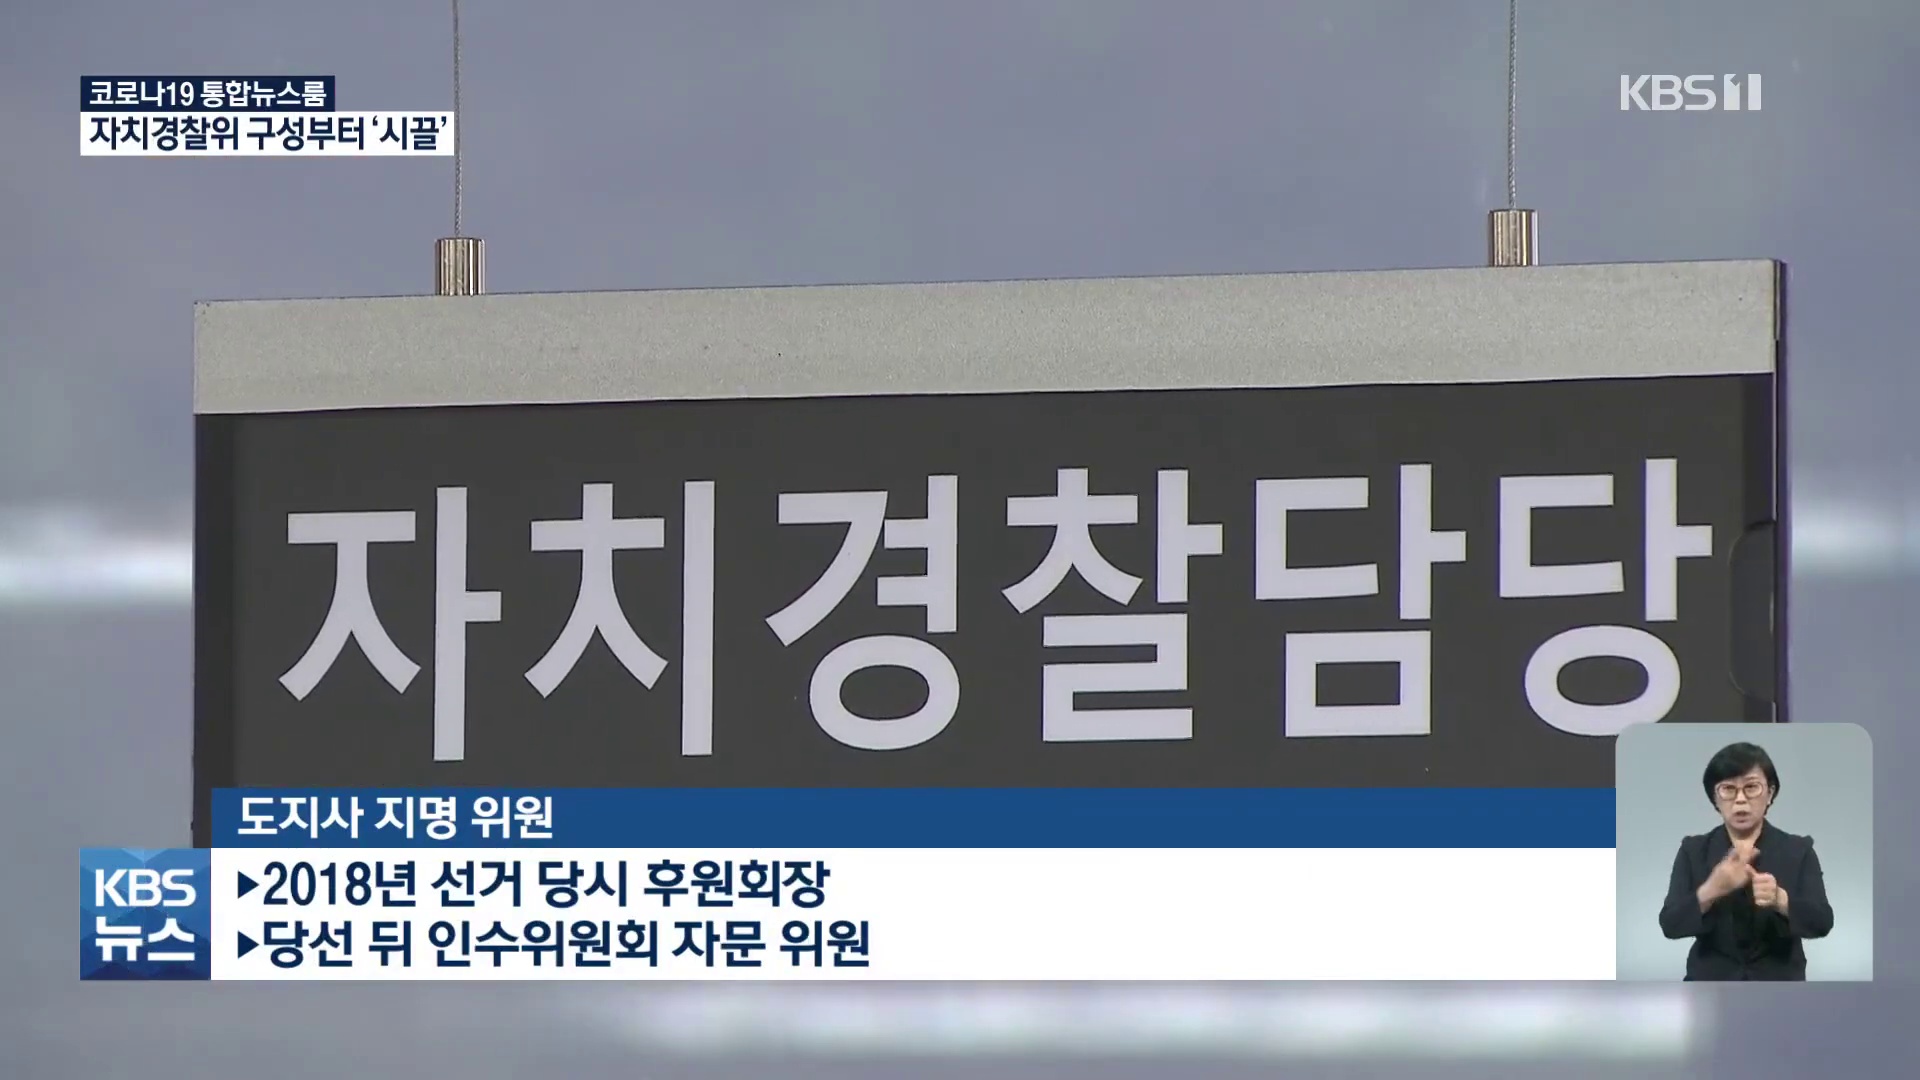 코로나19 통합뉴스룸
자치경찰위 구성부터 ‘시끌’
KBS 1
자치경찰담당
도지사 지명 위원
KBS
뉴스
▶2018년 선거 당시 후원회장
▶당선 뒤 인수위원회 자문 위원